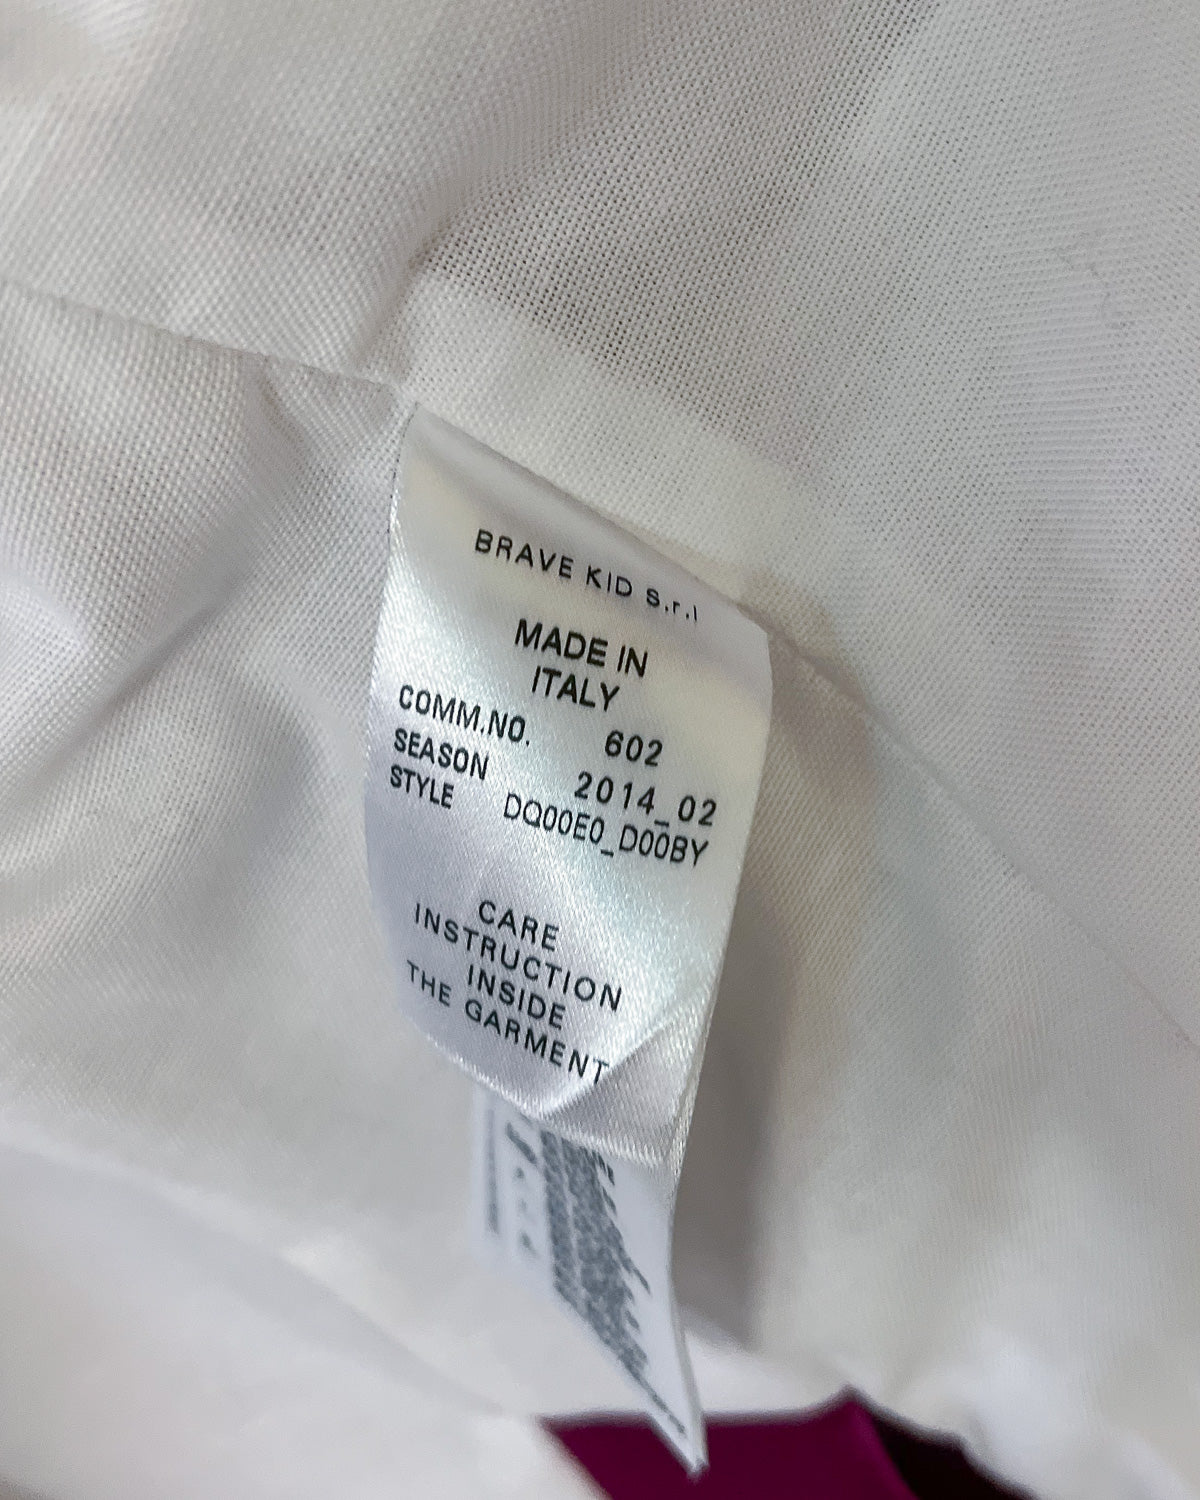 BRAVE KID S.r.l
MADE IN
ITALY
COMM.NO. 602
SEASON 2014_02
STYLE DQ00E0_D00BY
CARE
INSTRUCTION
INSIDE
THE GARMENT